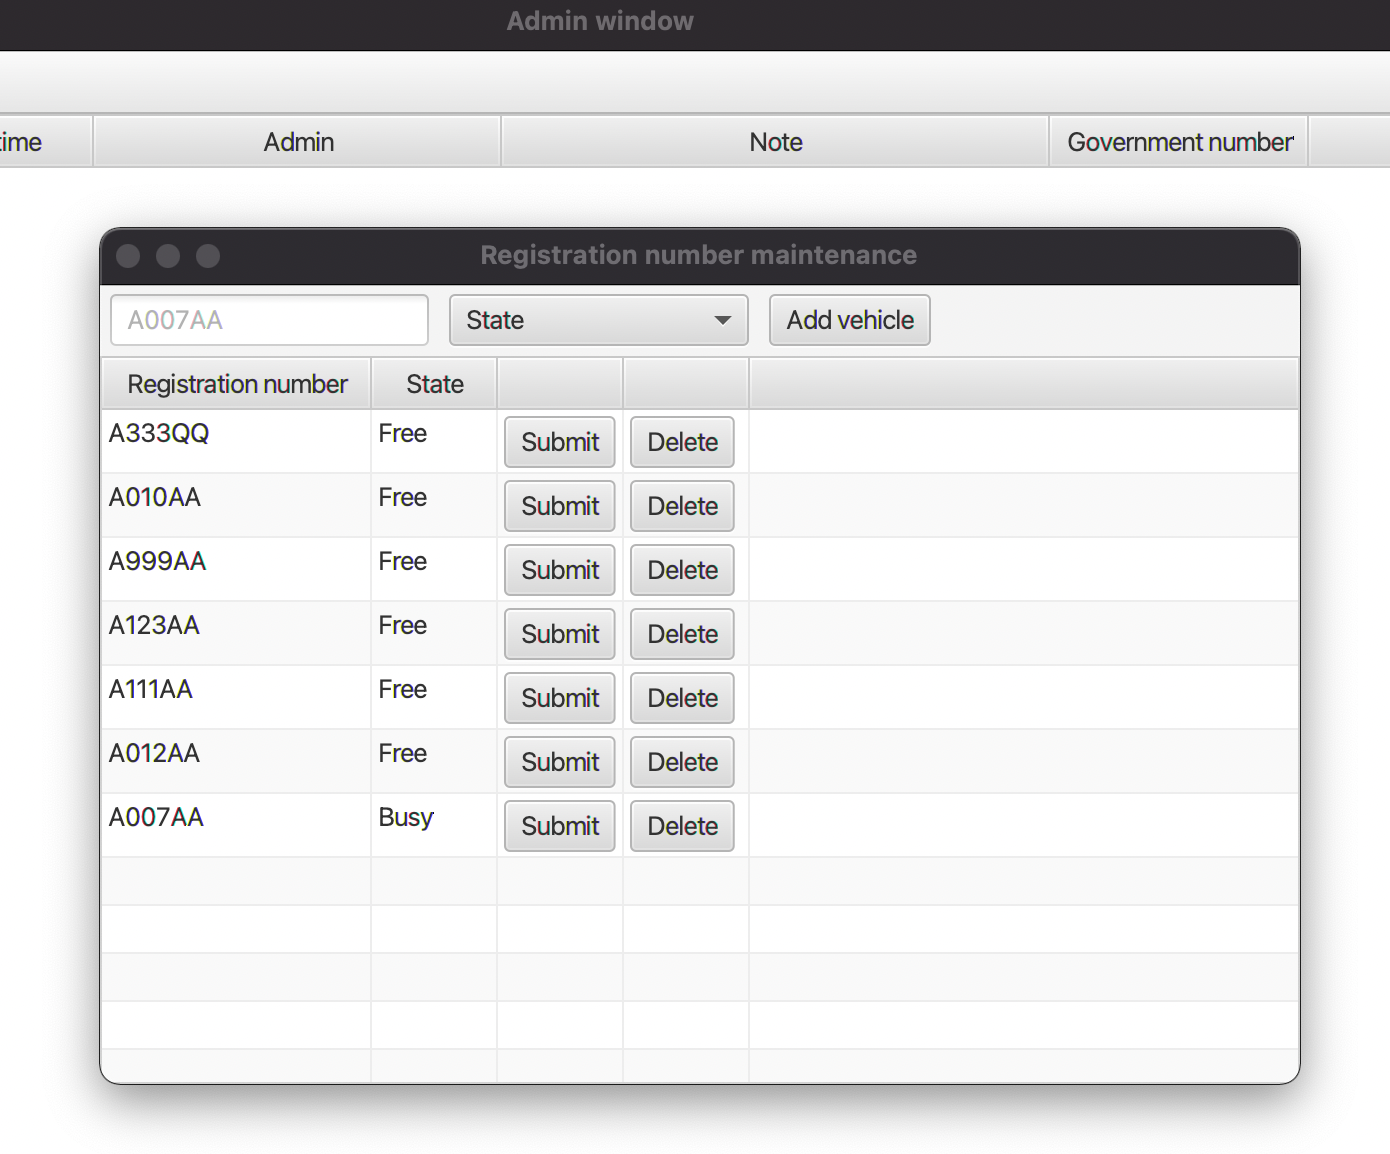 Admin window
time Admin Note Government number
Registration number maintenance
A007AA State Add vehicle
Registration number State
A333QQ Free Submit Delete
A010AA Free Submit Delete
A999AA Free Submit Delete
A123AA Free Submit Delete
A111AA Free Submit Delete
A012AA Free Submit Delete
A007AA Busy Submit Delete